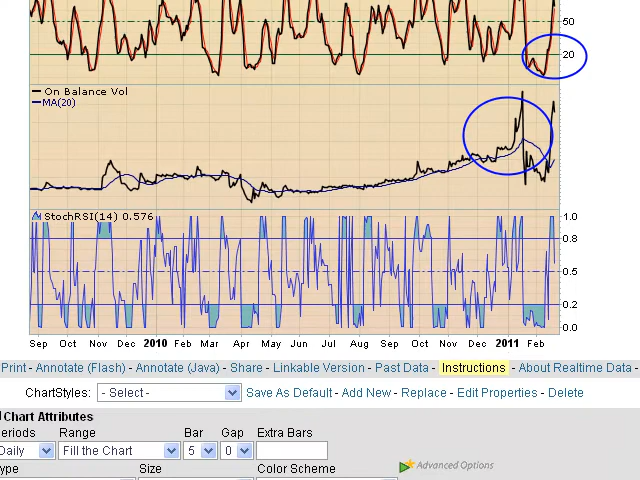 50
20
On Balance Vol
MA(20)
StochRSI(14) 0.576
1.0
0.8
0.5
0.2
0.0
Sep Oct Nov Dec 2010 Feb Mar Apr May Jun Jul Aug Sep Oct Nov Dec 2011 Feb
Print - Annotate (Flash) - Annotate (Java) - Share - Linkable Version - Past Data - Instructions - About Realtime Data -
ChartStyles: - Select - Save As Default - Add New - Replace - Edit Properties - Delete
Chart Attributes
eriods Range Bar Gap Extra Bars
Daily Fill the Chart 5 0
ype Size Color Scheme
Advanced Options